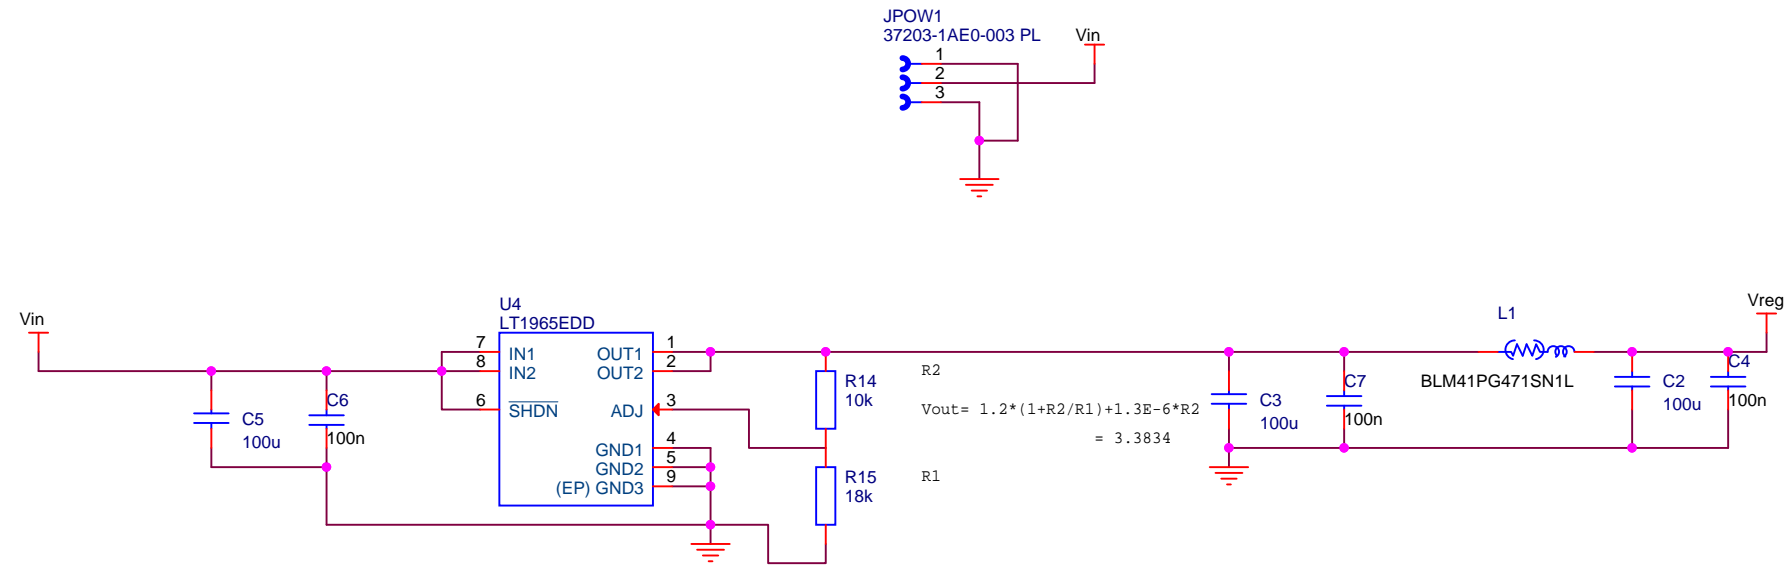 JPOW1
37203-1AE0-003 PL
Vin
1
2
3
Vin
U4
LT1965EDD
7
8
6
IN1
IN2
SHDN
OUT1
OUT2
ADJ
GND1
GND2
(EP) GND3
1
2
3
4
5
9
C5
100u
C6
100n
R14
10k
R15
18k
R2
Vout= 1.2*(1+R2/R1)+1.3E-6*R2
= 3.3834
R1
C3
100u
C7
100n
L1
BLM41PG471SN1L
C2
100u
C4
100n
Vreg